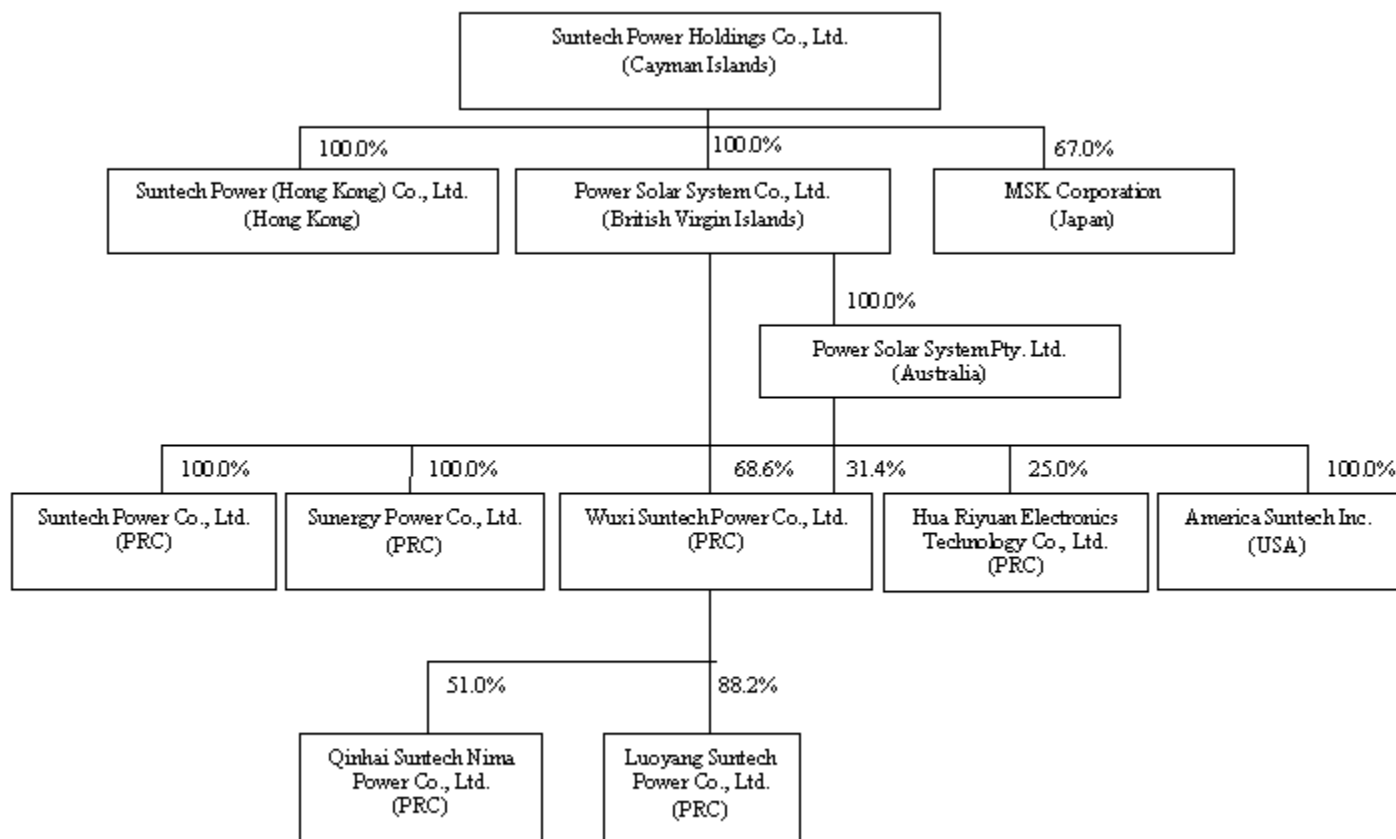 Suntech Power Holdings Co., Ltd.
(Cayman Islands)
100.0%
100.0%
67.0%
Suntech Power (Hong Kong) Co., Ltd.
(Hong Kong)
Power Solar System Co., Ltd.
(British Virgin Islands)
MSK Corporation
(Japan)
100.0%
Power Solar System Pty. Ltd.
(Australia)
100.0%
100.0%
68.6%
31.4%
25.0%
100.0%
Suntech Power Co., Ltd.
(PRC)
Sunergy Power Co., Ltd.
(PRC)
Wuxi Suntech Power Co., Ltd.
(PRC)
Hua Riyuan Electronics
Technology Co., Ltd.
(PRC)
America Suntech Inc.
(USA)
51.0%
88.2%
Qinhai Suntech Nima
Power Co., Ltd.
(PRC)
Luoyang Suntech
Power Co., Ltd.
(PRC)